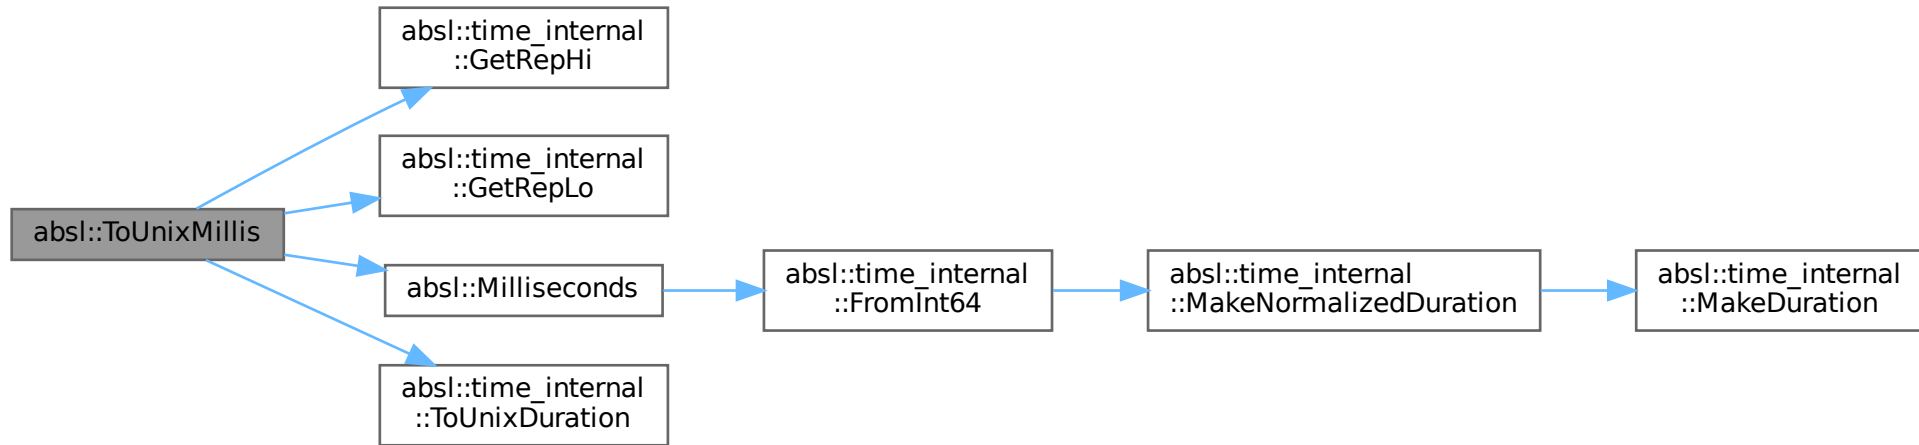 absl::ToUnixMillis
absl::time_internal
::GetRepHi
absl::time_internal
::GetRepLo
absl::Milliseconds
absl::time_internal
::FromInt64
absl::time_internal
::MakeNormalizedDuration
absl::time_internal
::MakeDuration
absl::time_internal
::ToUnixDuration